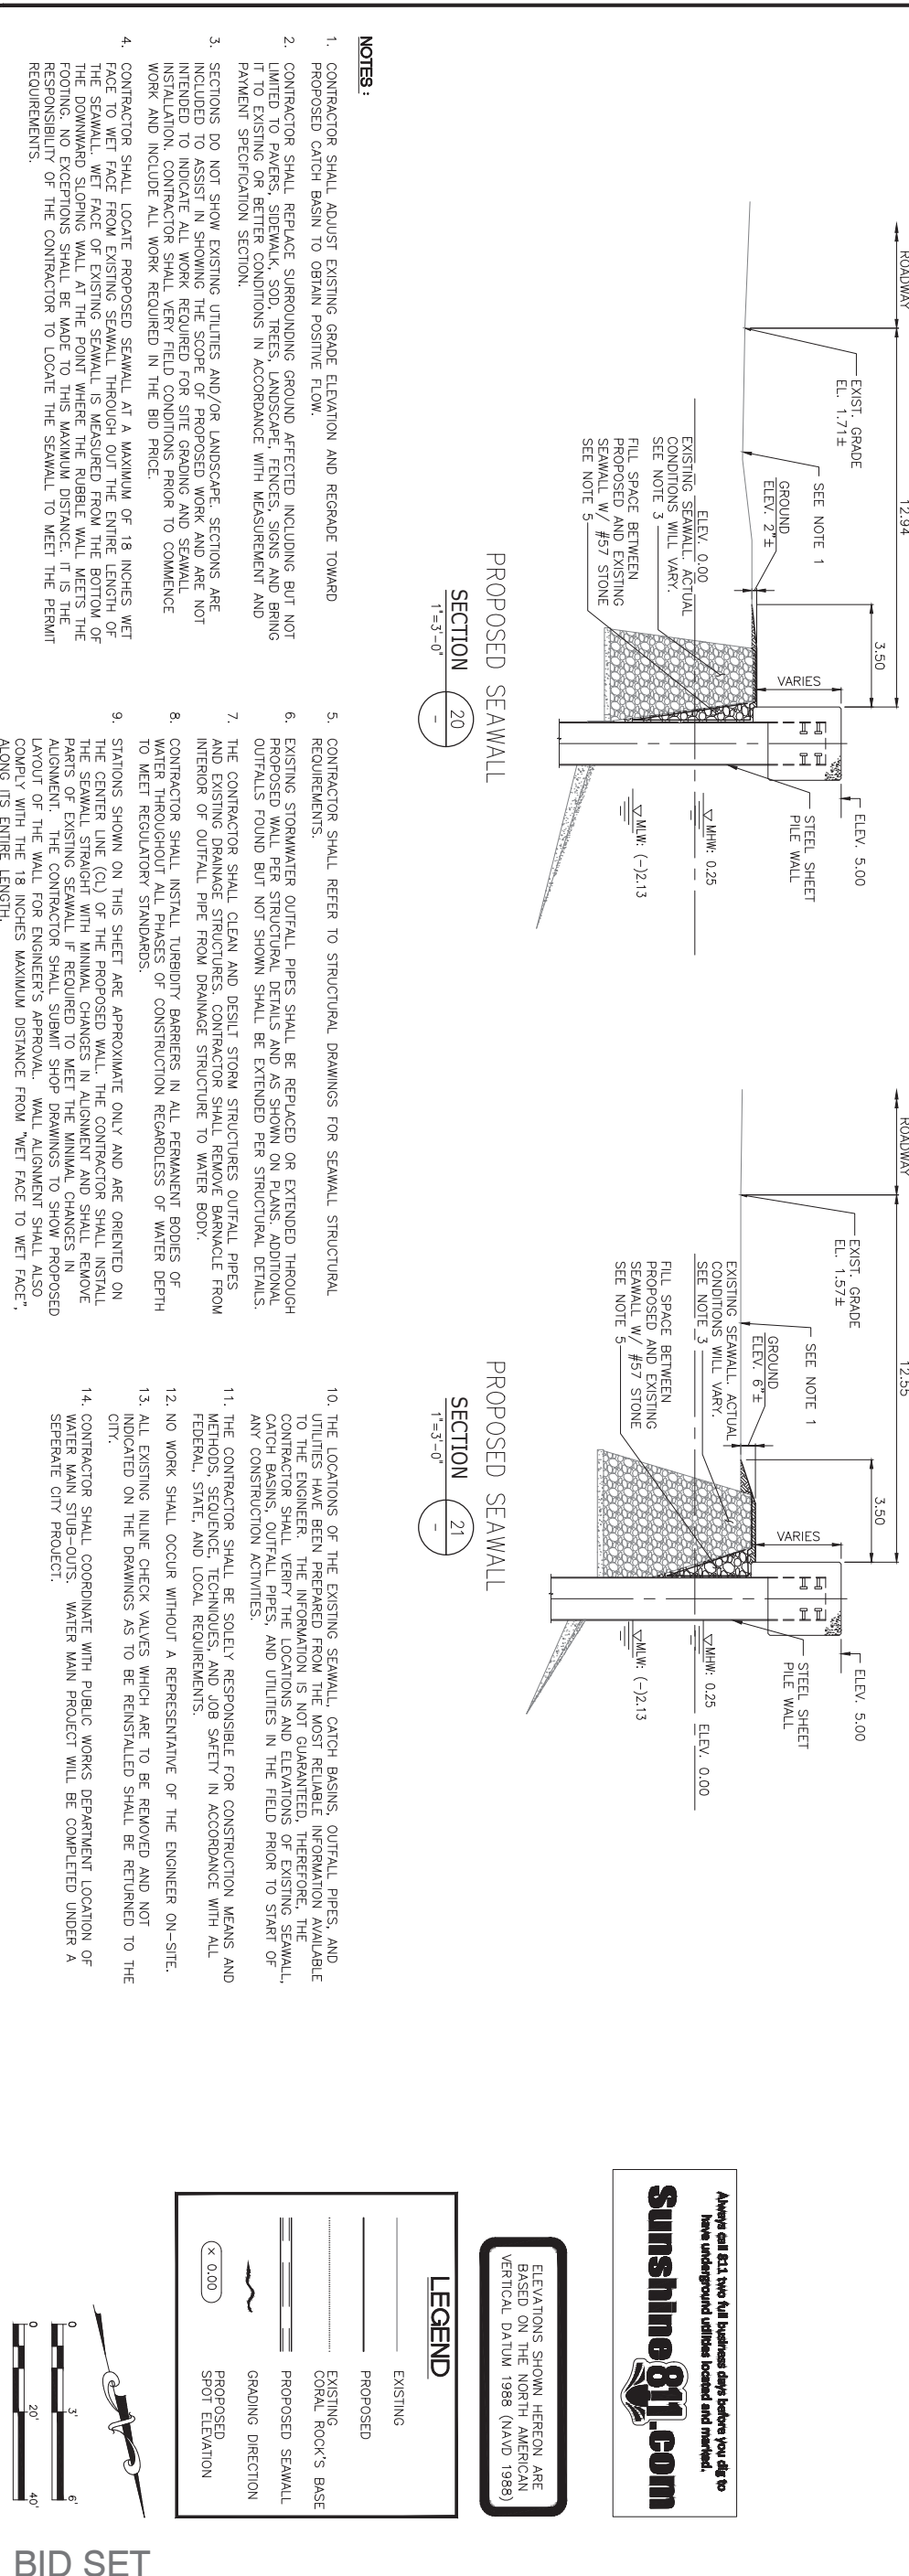 ROADWAY
12.94
3.50
EXIST. GRADE
EL. 1.71±
SEE NOTE 1
GROUND
ELEV. 2"±
VARIES
ELEV. 5.00
STEEL SHEET
PILE WALL
ELEV. 0.00
MHW: 0.25
EXISTING SEAWALL. ACTUAL
CONDITIONS WILL VARY.
SEE NOTE 3
MLW: (-)2.13
FILL SPACE BETWEEN
PROPOSED AND EXISTING
SEAWALL W/ #57 STONE
SEE NOTE 5
PROPOSED SEAWALL
SECTION
1"=3'-0"
20
-
ROADWAY
12.55
3.50
EXIST. GRADE
EL. 1.57±
SEE NOTE 1
GROUND
ELEV. 6"±
VARIES
ELEV. 5.00
STEEL SHEET
PILE WALL
EXISTING SEAWALL. ACTUAL
CONDITIONS WILL VARY.
SEE NOTE 3
MHW: 0.25
ELEV. 0.00
MLW: (-)2.13
FILL SPACE BETWEEN
PROPOSED AND EXISTING
SEAWALL W/ #57 STONE
SEE NOTE 5
PROPOSED SEAWALL
SECTION
1"=3'-0"
21
-
NOTES:
1. CONTRACTOR SHALL ADJUST EXISTING GRADE ELEVATION AND REGRADE TOWARD
PROPOSED CATCH BASIN TO OBTAIN POSITIVE FLOW.
2. CONTRACTOR SHALL REPLACE SURROUNDING GROUND AFFECTED INCLUDING BUT NOT
LIMITED TO PAVERS, SIDEWALK, SOD, TREES, LANDSCAPE, FENCES, SIGNS AND BRING
IT TO EXISTING OR BETTER CONDITIONS IN ACCORDANCE WITH MEASUREMENT AND
PAYMENT SPECIFICATION SECTION.
3. SECTIONS DO NOT SHOW EXISTING UTILITIES AND/OR LANDSCAPE. SECTIONS ARE
INCLUDED TO ASSIST IN SHOWING THE SCOPE OF PROPOSED WORK AND ARE NOT
INTENDED TO INDICATE ALL WORK REQUIRED FOR SITE GRADING AND SEAWALL
INSTALLATION. CONTRACTOR SHALL VERY FIELD CONDITIONS PRIOR TO COMMENCE
WORK AND INCLUDE ALL WORK REQUIRED IN THE BID PRICE.
4. CONTRACTOR SHALL LOCATE PROPOSED SEAWALL AT A MAXIMUM OF 18 INCHES WET
FACE TO WET FACE FROM EXISTING SEAWALL THROUGH OUT THE ENTIRE LENGTH OF
THE SEAWALL. WET FACE OF EXISTING SEAWALL IS MEASURED FROM THE BOTTOM OF
THE DOWNWARD SLOPING WALL AT THE POINT WHERE THE RUBBLE WALL MEETS THE
FOOTING. NO EXCEPTIONS SHALL BE MADE TO THIS MAXIMUM DISTANCE. IT IS THE
RESPONSIBILITY OF THE CONTRACTOR TO LOCATE THE SEAWALL TO MEET THE PERMIT
REQUIREMENTS.
5. CONTRACTOR SHALL REFER TO STRUCTURAL DRAWINGS FOR SEAWALL STRUCTURAL
REQUIREMENTS.
6. EXISTING STORMWATER OUTFALL PIPES SHALL BE REPLACED OR EXTENDED THROUGH
PROPOSED WALL PER STRUCTURAL DETAILS AND AS SHOWN ON PLANS. ADDITIONAL
OUTFALLS FOUND BUT NOT SHOWN SHALL BE EXTENDED PER STRUCTURAL DETAILS.
7. THE CONTRACTOR SHALL CLEAN AND DESILT STORM STRUCTURES OUTFALL PIPES
AND EXISTING DRAINAGE STRUCTURES. CONTRACTOR SHALL REMOVE BARNACLE FROM
INTERIOR OF OUTFALL PIPE FROM DRAINAGE STRUCTURE TO WATER BODY.
8. CONTRACTOR SHALL INSTALL TURBIDITY BARRIERS IN ALL PERMANENT BODIES OF
WATER THROUGHOUT ALL PHASES OF CONSTRUCTION REGARDLESS OF WATER DEPTH
TO MEET REGULATORY STANDARDS.
9. STATIONS SHOWN ON THIS SHEET ARE APPROXIMATE ONLY AND ARE ORIENTED ON
THE CENTER LINE (CL) OF THE PROPOSED WALL. THE CONTRACTOR SHALL INSTALL
THE SEAWALL STRAIGHT WITH MINIMAL CHANGES IN ALIGNMENT AND SHALL REMOVE
PARTS OF EXISTING SEAWALL IF REQUIRED TO MEET THE MINIMAL CHANGES IN
ALIGNMENT. THE CONTRACTOR SHALL SUBMIT SHOP DRAWINGS TO SHOW PROPOSED
LAYOUT OF THE WALL FOR ENGINEER'S APPROVAL. WALL ALIGNMENT SHALL ALSO
COMPLY WITH THE 18 INCHES MAXIMUM DISTANCE FROM "WET FACE TO WET FACE",
ALONG ITS ENTIRE LENGTH.
10. THE LOCATIONS OF THE EXISTING SEAWALL, CATCH BASINS, OUTFALL PIPES, AND
UTILITIES HAVE BEEN PREPARED FROM THE MOST RELIABLE INFORMATION AVAILABLE
TO THE ENGINEER. THE INFORMATION IS NOT GUARANTEED, THEREFORE, THE
CONTRACTOR SHALL VERIFY THE LOCATIONS AND ELEVATIONS OF EXISTING SEAWALL,
CATCH BASINS, OUTFALL PIPES, AND UTILITIES IN THE FIELD PRIOR TO START OF
ANY CONSTRUCTION ACTIVITIES.
11. THE CONTRACTOR SHALL BE SOLELY RESPONSIBLE FOR CONSTRUCTION MEANS AND
METHODS, SEQUENCE, TECHNIQUES, AND JOB SAFETY IN ACCORDANCE WITH ALL
FEDERAL, STATE, AND LOCAL REQUIREMENTS.
12. NO WORK SHALL OCCUR WITHOUT A REPRESENTATIVE OF THE ENGINEER ON-SITE.
13. ALL EXISTING INLINE CHECK VALVES WHICH ARE TO BE REMOVED AND NOT
INDICATED ON THE DRAWINGS AS TO BE REINSTALLED SHALL BE RETURNED TO THE
CITY.
14. CONTRACTOR SHALL COORDINATE WITH PUBLIC WORKS DEPARTMENT LOCATION OF
WATER MAIN STUB-OUTS. WATER MAIN PROJECT WILL BE COMPLETED UNDER A
SEPERATE CITY PROJECT.
Always call 811 two full business days before you dig to
have underground utilities located and marked.
Sunshine811.com
ELEVATIONS SHOWN HEREON ARE
BASED ON THE NORTH AMERICAN
VERTICAL DATUM 1988 (NAVD 1988)
LEGEND
EXISTING
PROPOSED
EXISTING
CORAL ROCK'S BASE
PROPOSED SEAWALL
GRADING DIRECTION
× 0.00
PROPOSED
SPOT ELEVATION
0 3' 6'
0 20' 40'
BID SET